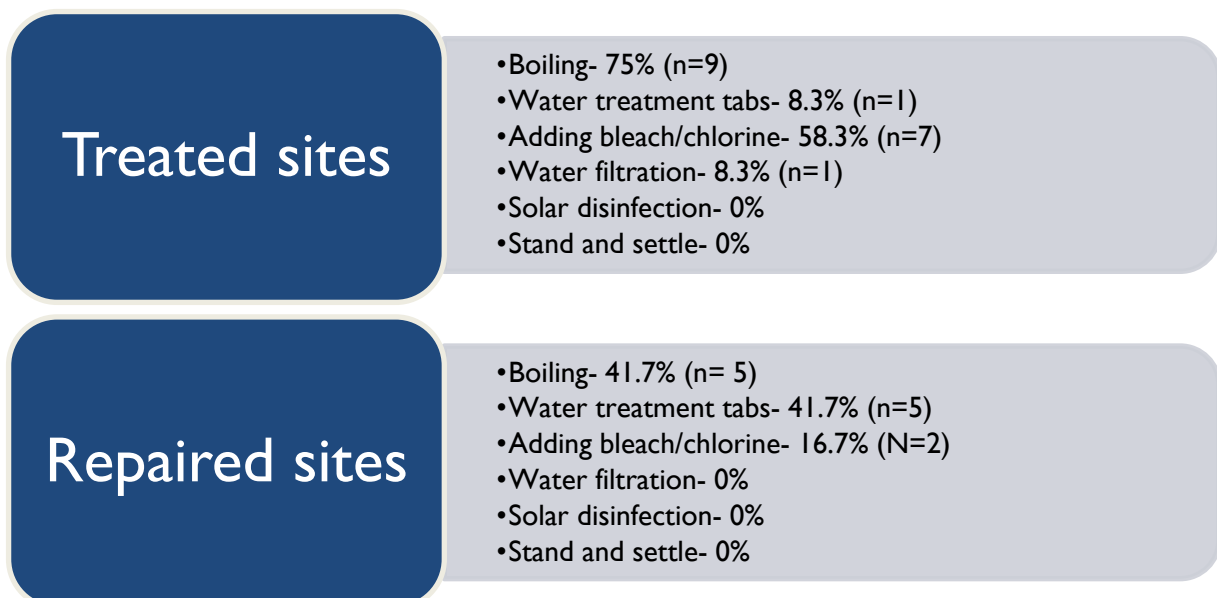 Treated sites
•Boiling- 75% (n=9)
•Water treatment tabs- 8.3% (n=1)
•Adding bleach/chlorine- 58.3% (n=7)
•Water filtration- 8.3% (n=1)
•Solar disinfection- 0%
•Stand and settle- 0%
Repaired sites
•Boiling- 41.7% (n= 5)
•Water treatment tabs- 41.7% (n=5)
•Adding bleach/chlorine- 16.7% (N=2)
•Water filtration- 0%
•Solar disinfection- 0%
•Stand and settle- 0%